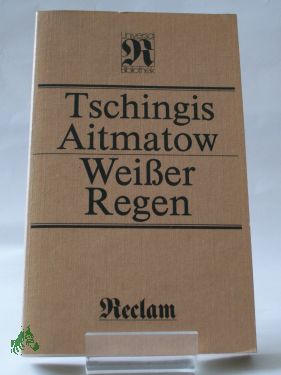 Universal
Bibliothek
Tschingis
Aitmatow
Weißer
Regen
Reclam